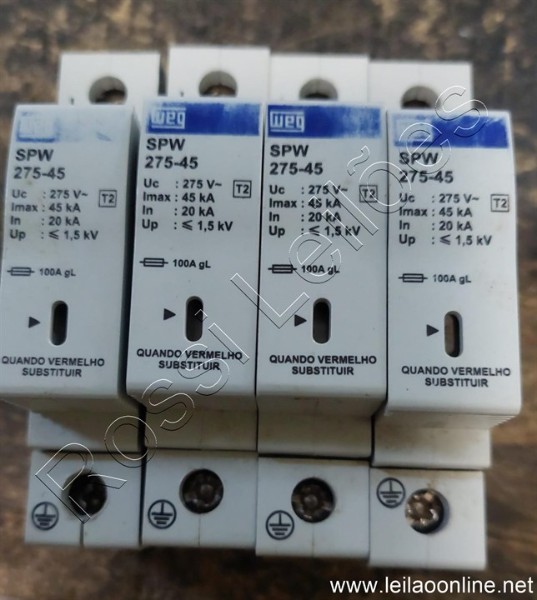 SPW
275-45
Uc : 275 V~
Imax : 45 kA
In : 20 kA
Up : ≤ 1,5 kV
T2
100A gL
QUANDO VERMELHO
SUBSTITUIR
WEG
SPW
275-45
Uc : 275 V~
Imax : 45 kA
In : 20 kA
Up : ≤ 1,5 kV
T2
100A gL
QUANDO VERMELHO
SUBSTITUIR
WEG
SPW
275-45
Uc : 275 V~
Imax : 45 kA
In : 20 kA
Up : ≤ 1,5 kV
T2
100A gL
QUANDO VERMELHO
SUBSTITUIR
SPW
275-45
Uc : 275 V~
Imax : 45 kA
In : 20 kA
Up : ≤ 1,5 kV
T2
100A gL
QUANDO VERMELHO
SUBSTITUIR
Rossi Leilões
www.leilaoonline.net